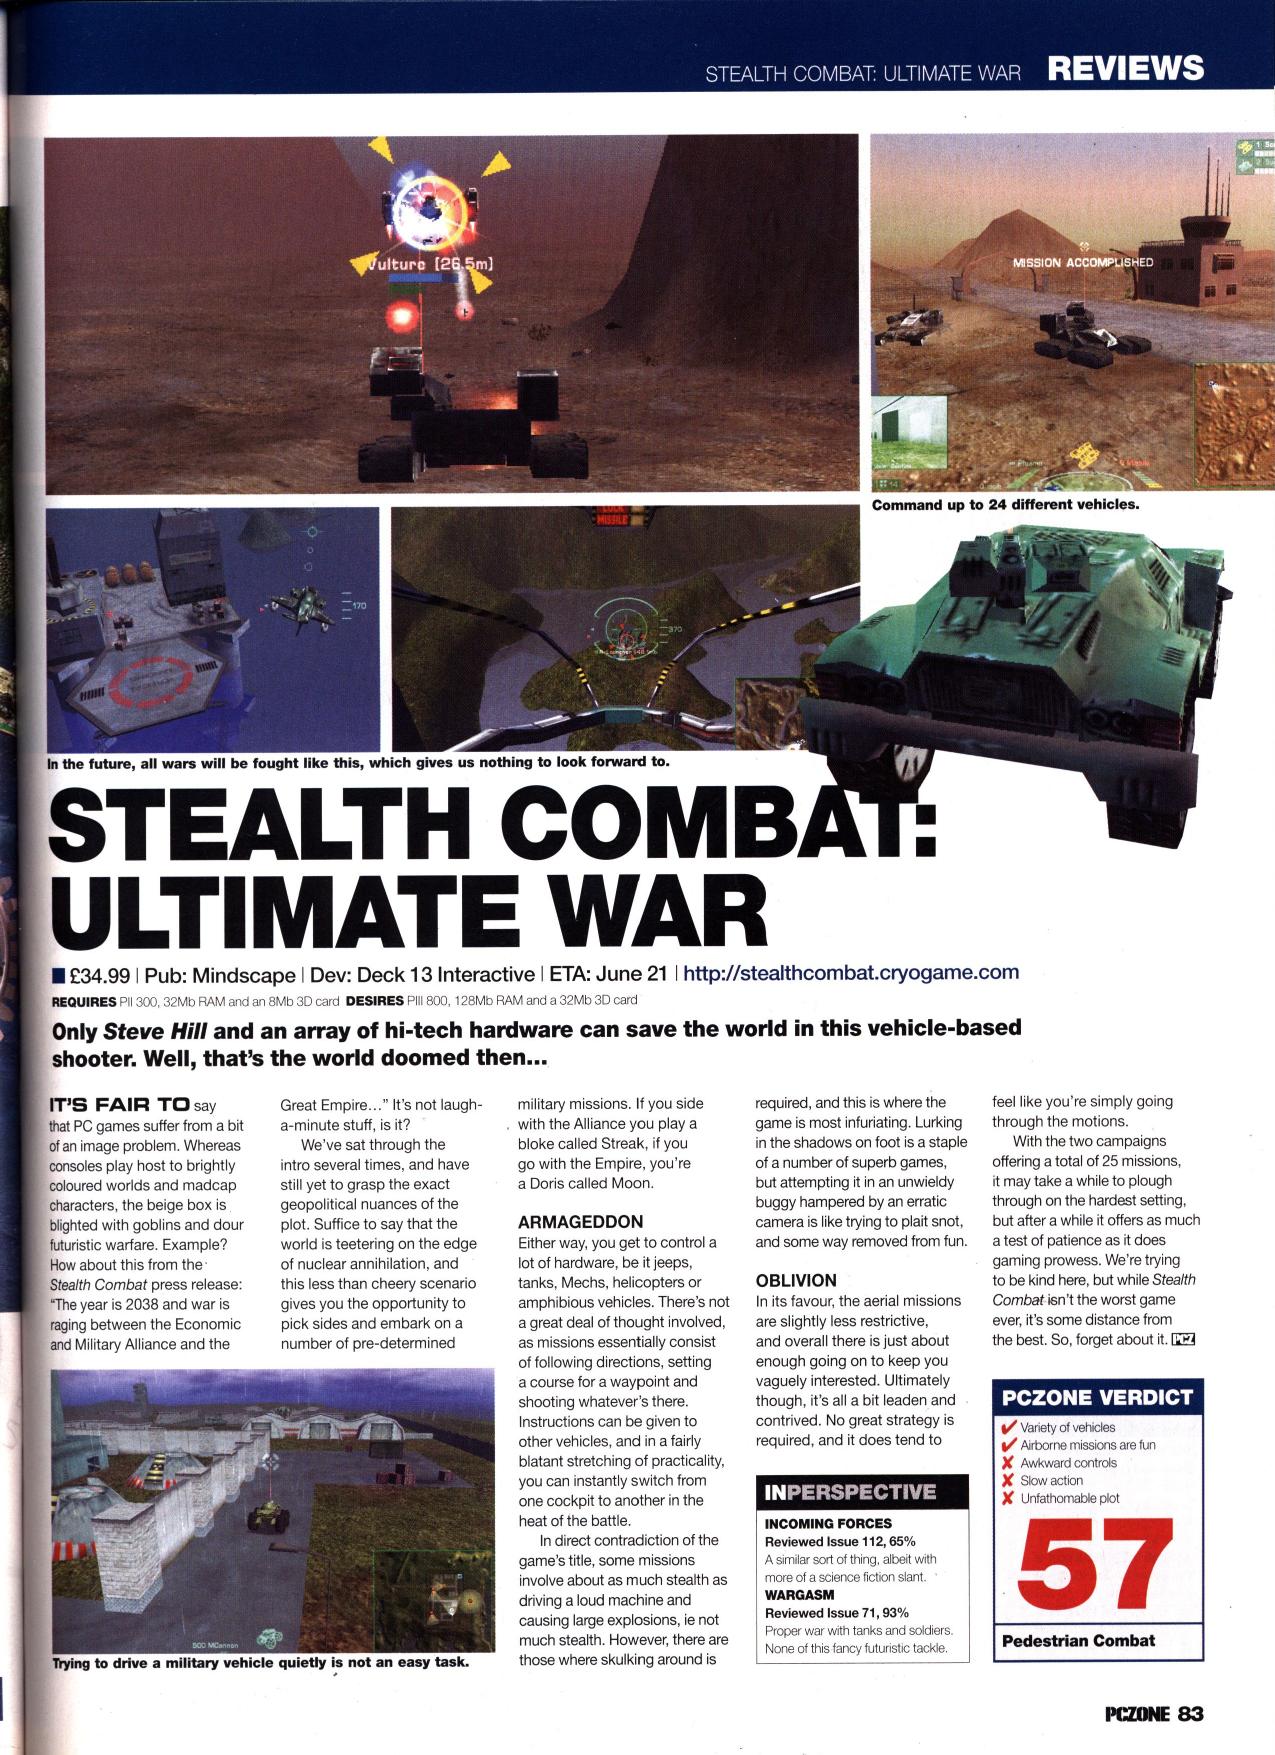 STEALTH COMBAT: ULTIMATE WAR REVIEWS
Vulture [26.5m]
MISSION ACCOMPLISHED
Command up to 24 different vehicles.
170
LOCK
MISSILE
370
In the future, all wars will be fought like this, which gives us nothing to look forward to.
STEALTH COMBAT:
ULTIMATE WAR
£34.99 | Pub: Mindscape | Dev: Deck 13 Interactive | ETA: June 21 | http://stealthcombat.cryogame.com
REQUIRES PII 300, 32Mb RAM and an 8Mb 3D card DESIRES PIII 800, 128Mb RAM and a 32Mb 3D card
Only Steve Hill and an array of hi-tech hardware can save the world in this vehicle-based
shooter. Well, that's the world doomed then...
IT'S FAIR TO say
that PC games suffer from a bit
of an image problem. Whereas
consoles play host to brightly
coloured worlds and madcap
characters, the beige box is
blighted with goblins and dour
futuristic warfare. Example?
How about this from the
Stealth Combat press release:
"The year is 2038 and war is
raging between the Economic
and Military Alliance and the
Great Empire..." It's not laugh-
a-minute stuff, is it?
We've sat through the
intro several times, and have
still yet to grasp the exact
geopolitical nuances of the
plot. Suffice to say that the
world is teetering on the edge
of nuclear annihilation, and
this less than cheery scenario
gives you the opportunity to
pick sides and embark on a
number of pre-determined
500 MCannon
Trying to drive a military vehicle quietly is not an easy task.
military missions. If you side
with the Alliance you play a
bloke called Streak, if you
go with the Empire, you're
a Doris called Moon.
ARMAGEDDON
Either way, you get to control a
lot of hardware, be it jeeps,
tanks, Mechs, helicopters or
amphibious vehicles. There's not
a great deal of thought involved,
as missions essentially consist
of following directions, setting
a course for a waypoint and
shooting whatever's there.
Instructions can be given to
other vehicles, and in a fairly
blatant stretching of practicality,
you can instantly switch from
one cockpit to another in the
heat of the battle.
In direct contradiction of the
game's title, some missions
involve about as much stealth as
driving a loud machine and
causing large explosions, ie not
much stealth. However, there are
those where skulking around is
required, and this is where the
game is most infuriating. Lurking
in the shadows on foot is a staple
of a number of superb games,
but attempting it in an unwieldy
buggy hampered by an erratic
camera is like trying to plait snot,
and some way removed from fun.
OBLIVION
In its favour, the aerial missions
are slightly less restrictive,
and overall there is just about
enough going on to keep you
vaguely interested. Ultimately
though, it's all a bit leaden and
contrived. No great strategy is
required, and it does tend to
INPERSPECTIVE
INCOMING FORCES
Reviewed Issue 112, 65%
A similar sort of thing, albeit with
more of a science fiction slant.
WARGASM
Reviewed Issue 71, 93%
Proper war with tanks and soldiers.
None of this fancy futuristic tackle.
feel like you're simply going
through the motions.
With the two campaigns
offering a total of 25 missions,
it may take a while to plough
through on the hardest setting,
but after a while it offers as much
a test of patience as it does
gaming prowess. We're trying
to be kind here, but while Stealth
Combat isn't the worst game
ever, it's some distance from
the best. So, forget about it. PCZ
PCZONE VERDICT
Variety of vehicles
Airborne missions are fun
Awkward controls
Slow action
Unfathomable plot
57
Pedestrian Combat
PCZONE 83